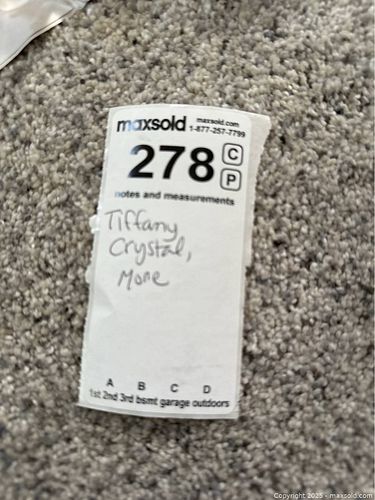 maxsold maxsold.com
1-877-257-7799
278 C
P
notes and measurements
Tiffany
Crystal,
More
A B C D
1st 2nd 3rd bsmt garage outdoors
Copyright 2025 - maxsold.com